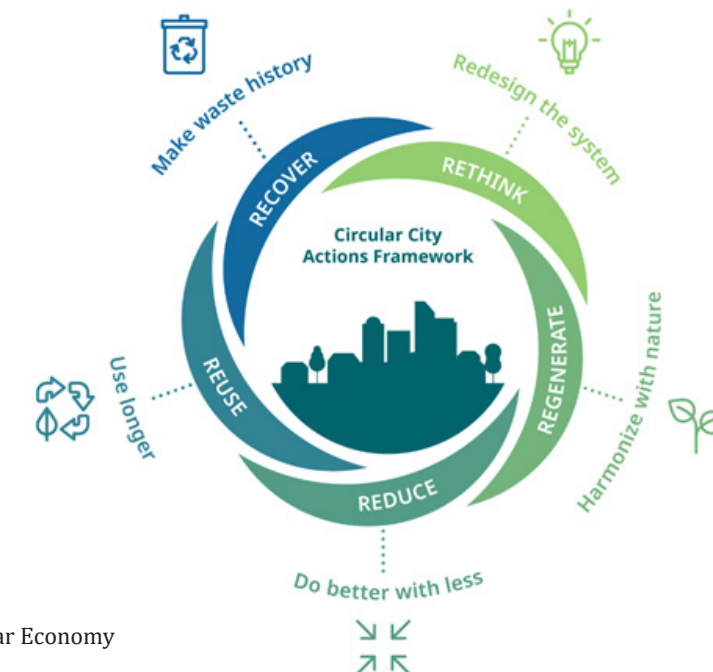 Make waste history
Redesign the system
RECOVER
RETHINK
Circular City
Actions Framework
REGENERATE
Harmonize with nature
REUSE
Use longer
REDUCE
Do better with less
Economy